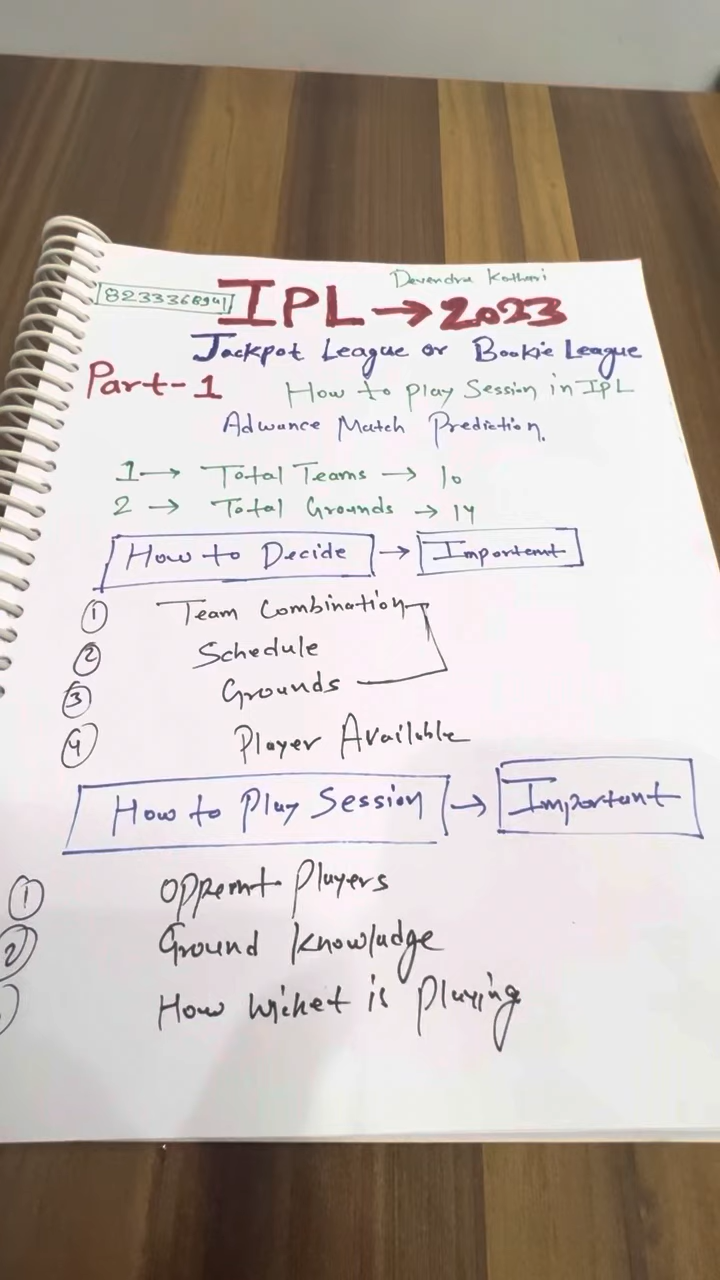 Devendra Kothari
8233368941
IPL → 2023
Jackpot League or Bookie League
Part-1 How to play Session in IPL
Adwance Match Prediction.
1 → Total Teams → 10
2 → Total Grounds → 14
How to Decide → Importent
① Team Combination
② Schedule
③ Grounds
④ Player Available
How to Play Session → Important
① Players
② Ground Knowladge
How wicket is Playing